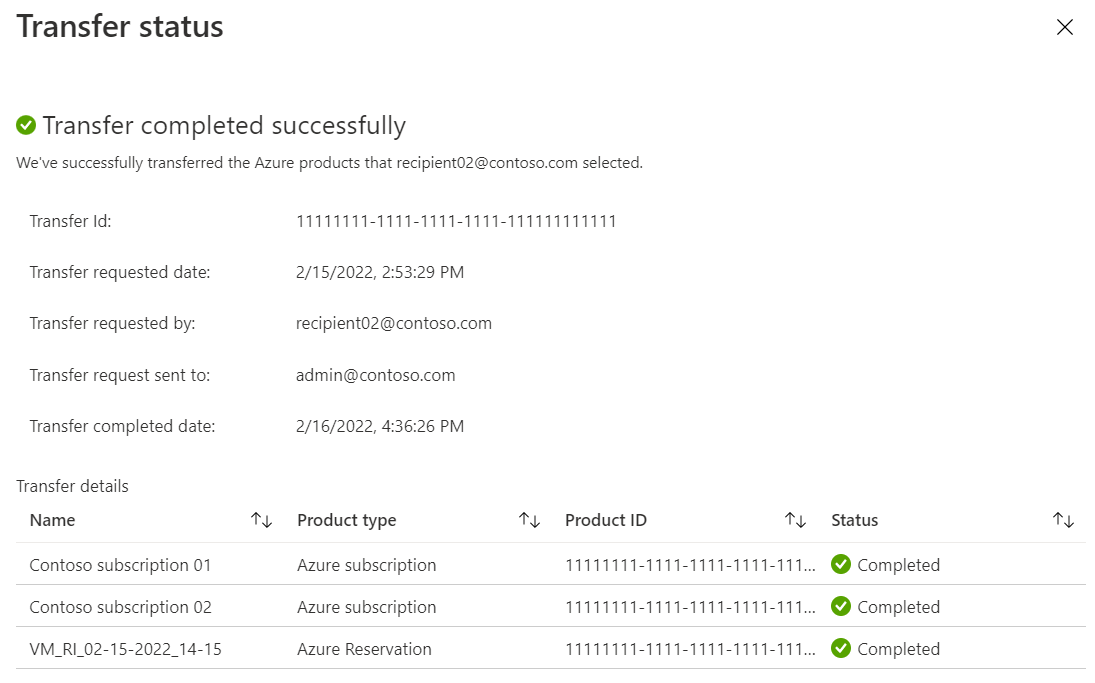 Transfer status
Transfer completed successfully
We've successfully transferred the Azure products that recipient02@contoso.com selected.
Transfer Id: 11111111-1111-1111-1111-111111111111
Transfer requested date: 2/15/2022, 2:53:29 PM
Transfer requested by: recipient02@contoso.com
Transfer request sent to: admin@contoso.com
Transfer completed date: 2/16/2022, 4:36:26 PM
Transfer details
Name Product type Product ID Status
Contoso subscription 01 Azure subscription 11111111-1111-1111-1111-111... Completed
Contoso subscription 02 Azure subscription 11111111-1111-1111-1111-111... Completed
VM_RI_02-15-2022_14-15 Azure Reservation 11111111-1111-1111-1111-111... Completed